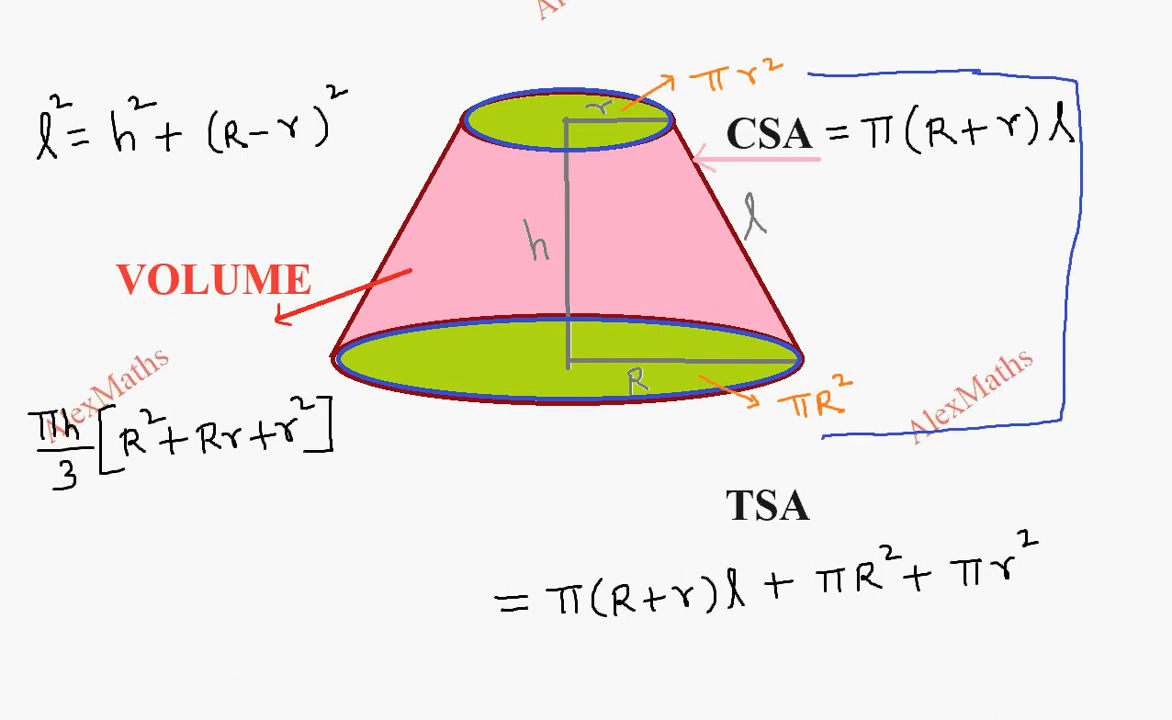 πr²
l² = h² + (R-r)²
r
CSA = π(R+r)l
l
h
VOLUME
AlexMaths
R
πR²
AlexMaths
πh/3 [R² + Rr + r²]
TSA
= π(R+r)l + πR² + πr²